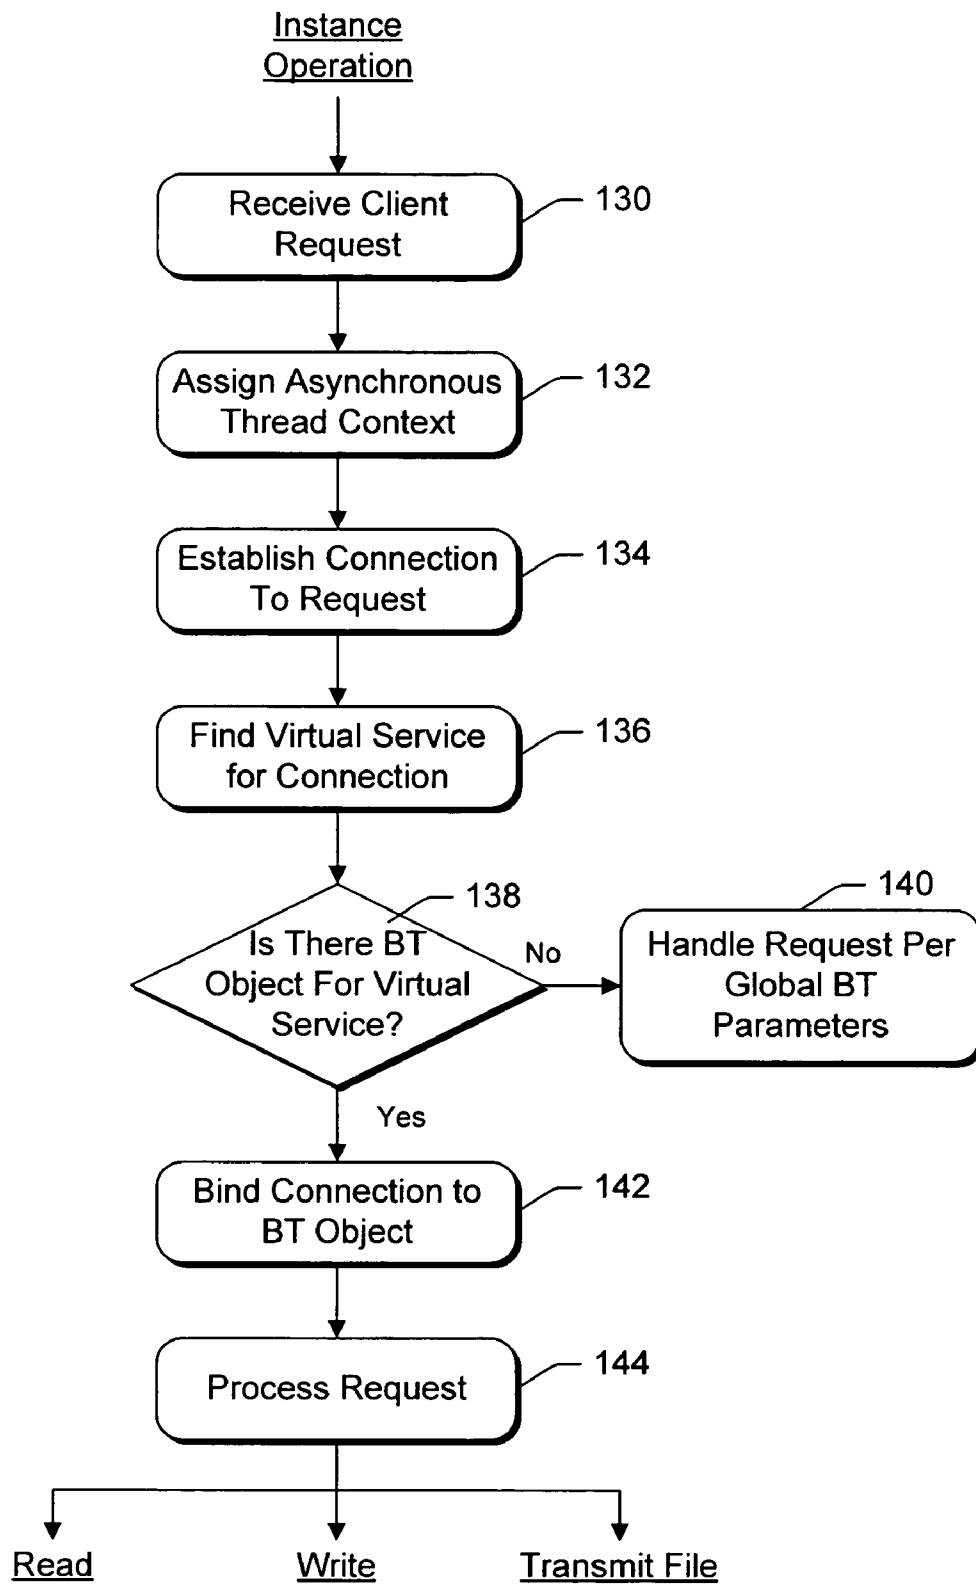 Instance
Operation
Receive Client
Request
130
Assign Asynchronous
Thread Context
132
Establish Connection
To Request
134
Find Virtual Service
for Connection
136
138
Is There BT
Object For Virtual
Service?
No
140
Handle Request Per
Global BT
Parameters
Yes
Bind Connection to
BT Object
142
Process Request
144
Read
Write
Transmit File